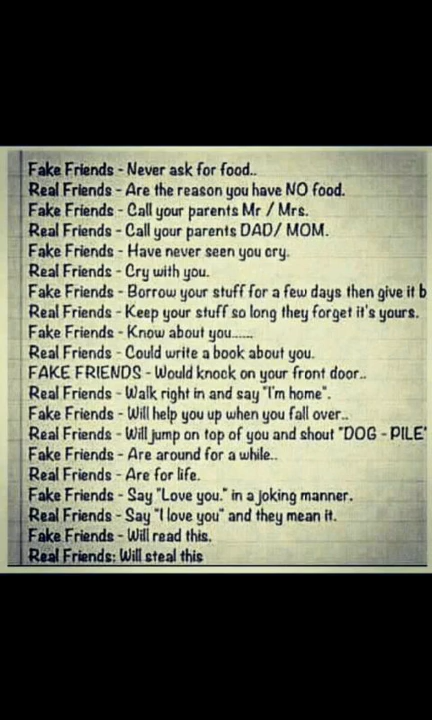 Fake Friends - Never ask for food..
Real Friends - Are the reason you have NO food.
Fake Friends - Call your parents Mr / Mrs.
Real Friends - Call your parents DAD/ MOM.
Fake Friends - Have never seen you cry.
Real Friends - Cry with you.
Fake Friends - Borrow your stuff for a few days then give it b
Real Friends - Keep your stuff so long they forget it's yours.
Fake Friends - Know about you......
Real Friends - Could write a book about you.
FAKE FRIENDS - Would knock on your front door..
Real Friends - Walk right in and say "I'm home".
Fake Friends - Will help you up when you fall over..
Real Friends - Will jump on top of you and shout "DOG - PILE"
Fake Friends - Are around for a while..
Real Friends - Are for life.
Fake Friends - Say "Love you." in a joking manner.
Real Friends - Say "I love you" and they mean it.
Fake Friends - Will read this.
Real Friends: Will steal this